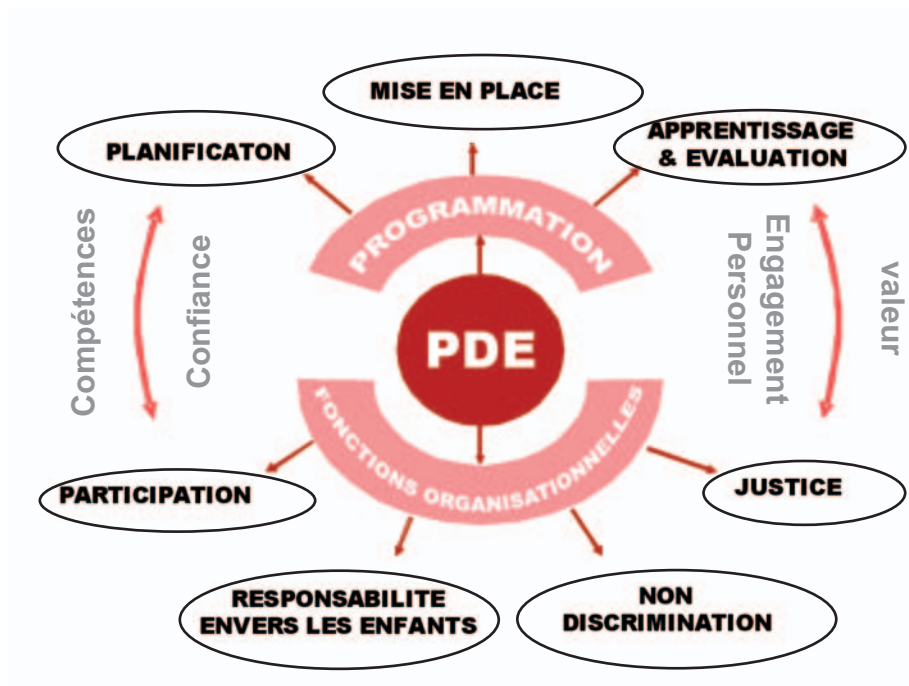 MISE EN PLACE
PLANIFICATON
APPRENTISSAGE
& EVALUATION
PROGRAMMATION
Compétences
Confiance
PDE
Engagement
Personnel
valeur
FONCTIONS ORGANISATIONNELLES
PARTICIPATION
JUSTICE
RESPONSABILITE
ENVERS LES ENFANTS
NON
DISCRIMINATION